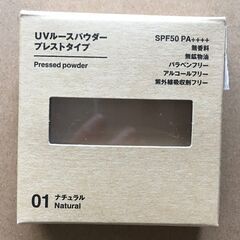 UVルースパウダー
プレストタイプ
Pressed powder
SPF50 PA++++
無香料
無鉱物油
パラベンフリー
アルコールフリー
紫外線吸収剤フリー
01 ナチュラル
Natural